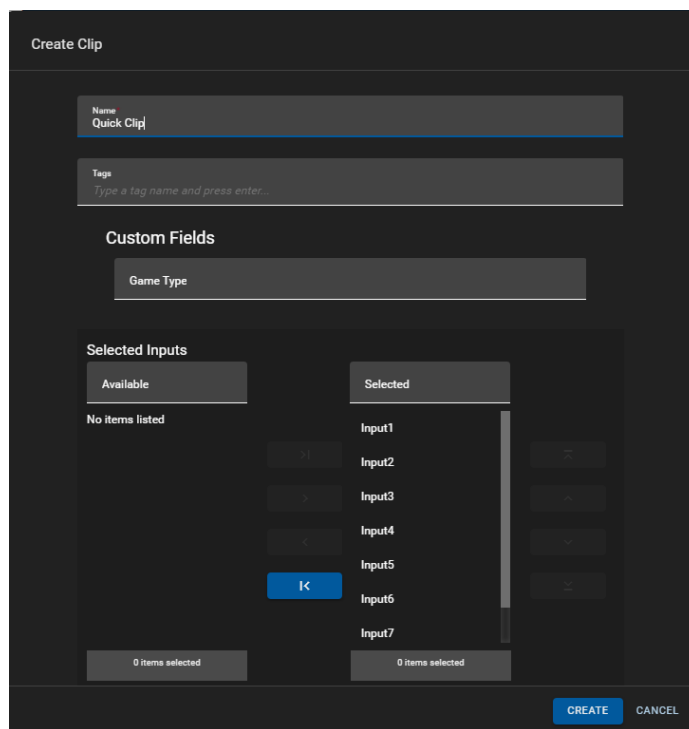 Create Clip
Name *
Quick Clip
Tags
Type a tag name and press enter...
Custom Fields
Game Type
Selected Inputs
Available
Selected
No items listed
Input1
Input2
Input3
Input4
Input5
Input6
Input7
0 items selected
0 items selected
CREATE
CANCEL